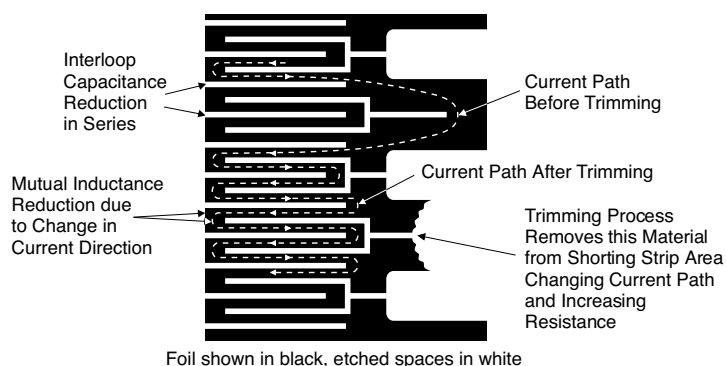 Interloop
Capacitance
Reduction
in Series
Mutual Inductance
Reduction due
to Change in
Current Direction
Current Path
Before Trimming
Current Path After Trimming
Trimming Process
Removes this Material
from Shorting Strip Area
Changing Current Path
and Increasing
Resistance
Foil shown in black, etched spaces in white